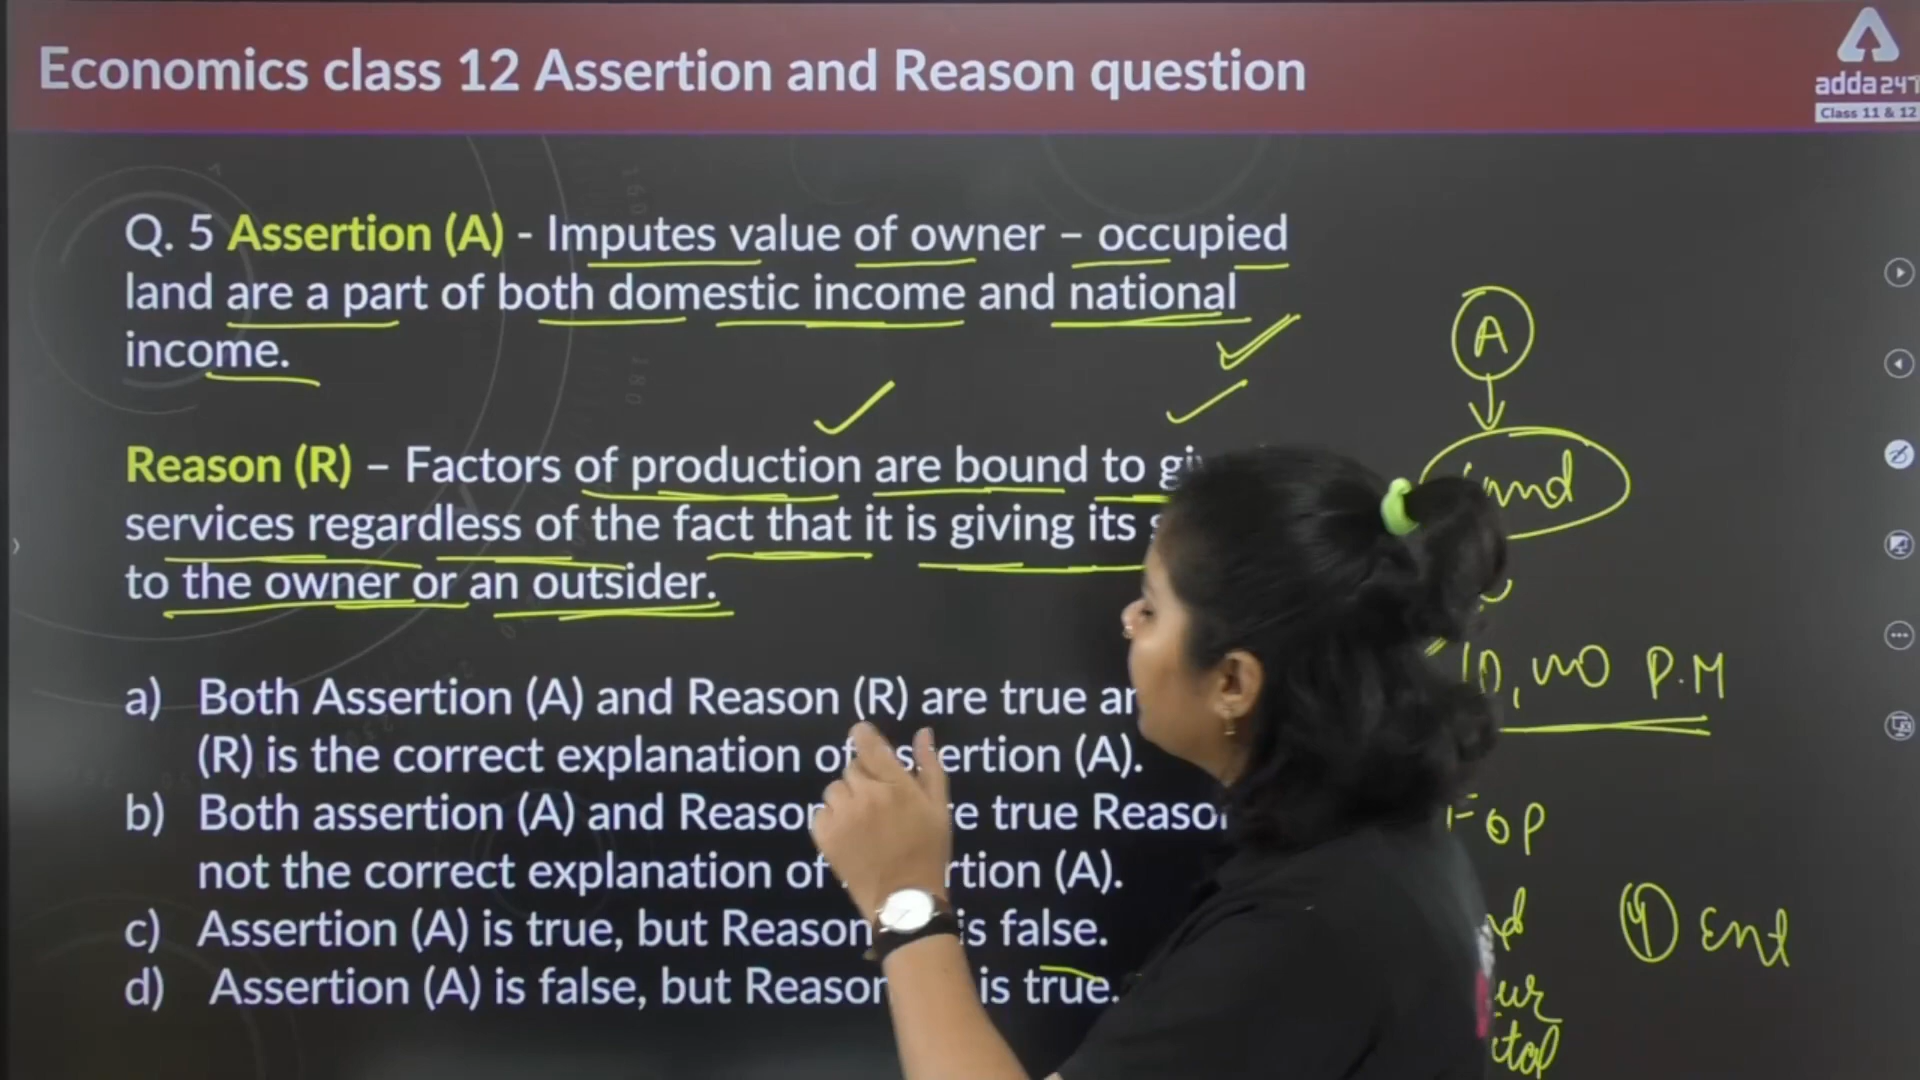 Economics class 12 Assertion and Reason question
adda247
Class 11 & 12
Q. 5 Assertion (A) - Imputes value of owner – occupied
land are a part of both domestic income and national
income.
Reason (R) – Factors of production are bound to
services regardless of the fact that it is giving its
to the owner or an outsider.
a) Both Assertion (A) and Reason (R) are true
(R) is the correct explanation of
ertion (A).
b) Both assertion (A) and Reason
true Reason
not the correct explanation of
rtion (A).
c) Assertion (A) is true, but Reason
is false.
d) Assertion (A) is false, but Reason
is true.
A
P.M
FOP
4 Ent